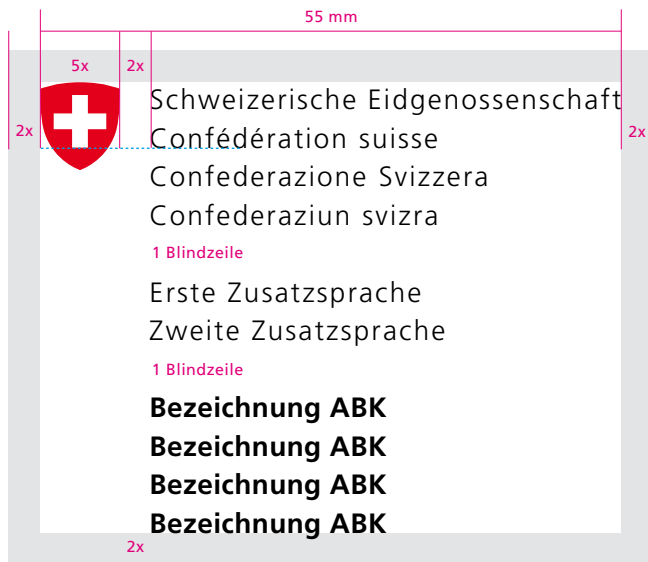 55 mm
5x 2x
2x
Schweizerische Eidgenossenschaft
Confédération suisse
2x
Confederazione Svizzera
Confederaziun svizra
1 Blindzeile
Erste Zusatzsprache
Zweite Zusatzsprache
1 Blindzeile
Bezeichnung ABK
Bezeichnung ABK
Bezeichnung ABK
Bezeichnung ABK
2x